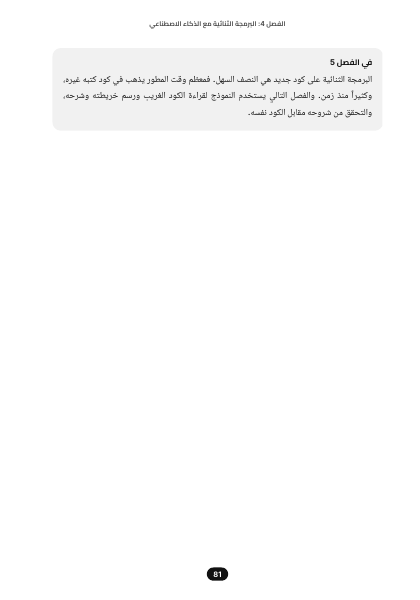 الفصل 4: البرمجة الثنائية مع الذكاء الاصطناعي
في الفصل 5
البرمجة الثنائية على كود جديد هي النصف السهل. فمعظم وقت المطور يذهب في كود كتبه غيره،
وكثيراً منذ زمن. والفصل التالي يستخدم النموذج لقراءة الكود الغريب ورسم خريطته وشرحه،
والتحقق من شروحه مقابل الكود نفسه.
81